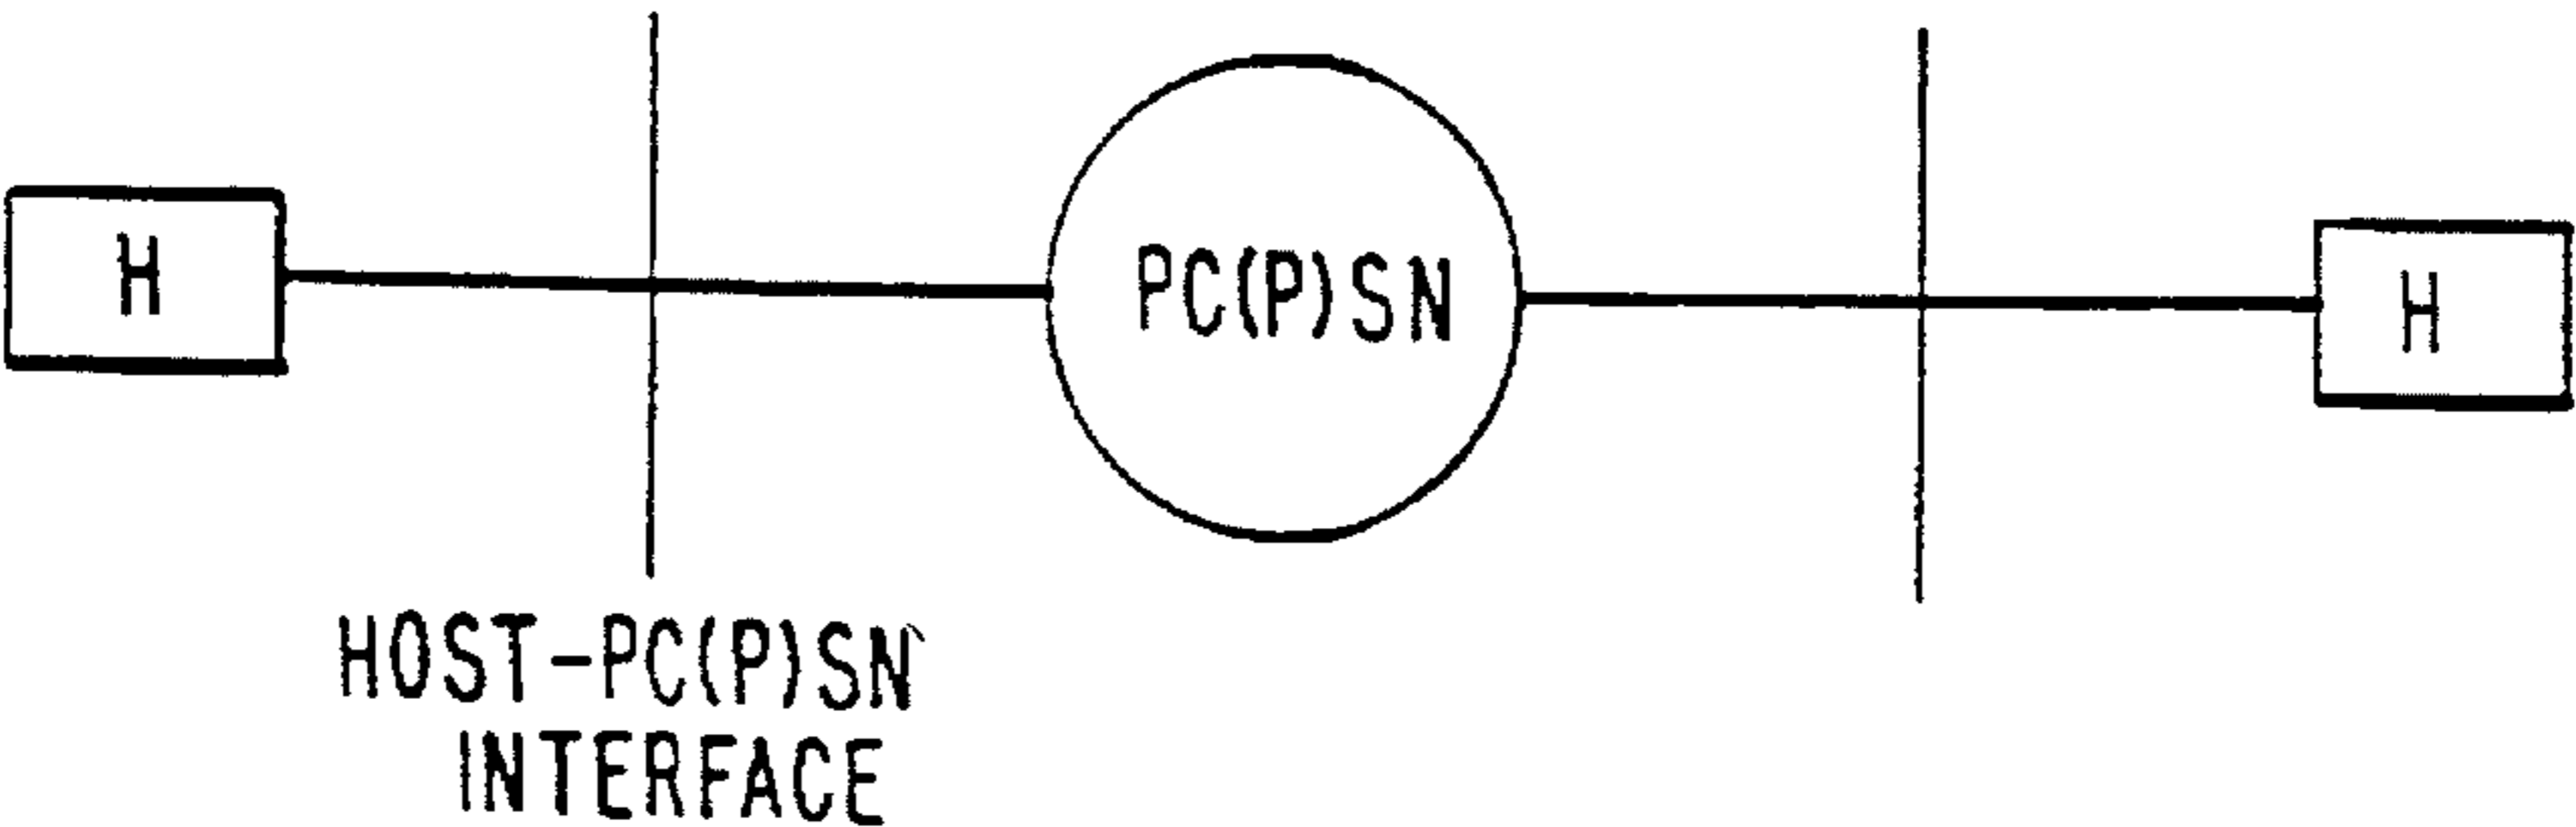 H
PC(P)SN
H
HOST-PC(P)SN
INTERFACE